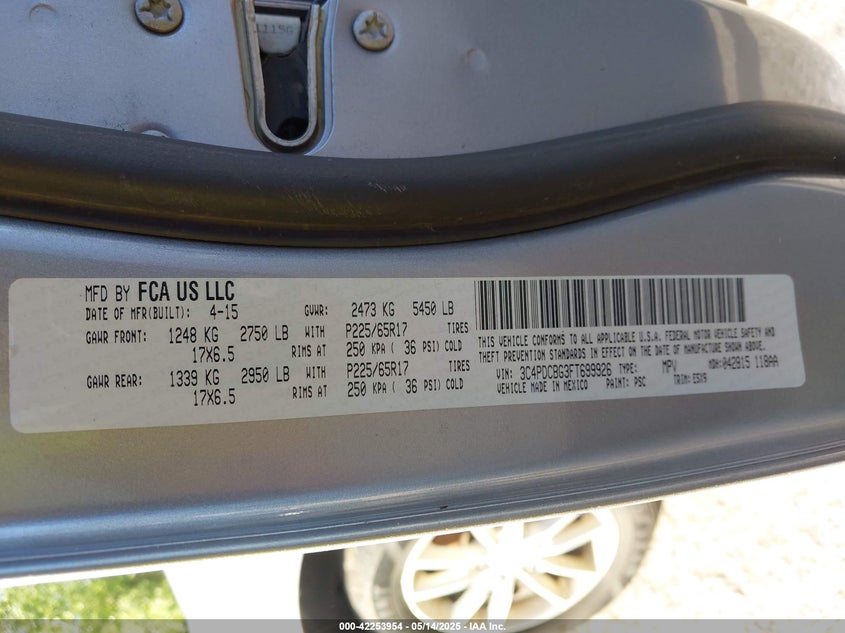 1115G
MFD BY FCA US LLC
DATE OF MFR(BUILT): 4-15 GVWR: 2473 KG 5450 LB
GAWR FRONT: 1248 KG 2750 LB WITH P225/65R17 TIRES
17X6.5 RIMS AT 250 KPA ( 36 PSI) COLD
GAWR REAR: 1339 KG 2950 LB WITH P225/65R17 TIRES
17X6.5 RIMS AT 250 KPA ( 36 PSI) COLD
THIS VEHICLE CONFORMS TO ALL APPLICABLE U.S.A. FEDERAL MOTOR VEHICLE SAFETY AND
THEFT PREVENTION STANDARDS IN EFFECT ON THE DATE OF MANUFACTURE SHOWN ABOVE.
VIN: 3C4PDCBG3FT699926 TYPE: MPV MDH:042815 118AA
MADE IN MEXICO PAINT: PSC TRIM: E5X9
000-42253954 - 05/14/2025 - IAA Inc.